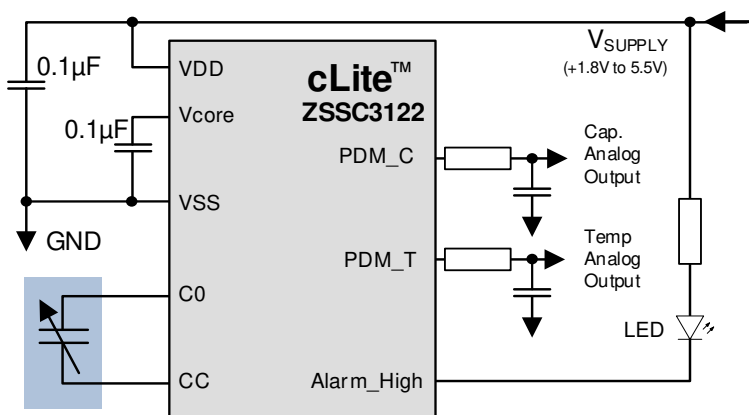 0.1µF
VDD
cLite™
ZSSC3122
V_SUPPLY
(+1.8V to 5.5V)
0.1µF
Vcore
PDM_C
Cap.
Analog
Output
VSS
GND
PDM_T
Temp
Analog
Output
C0
LED
CC
Alarm_High